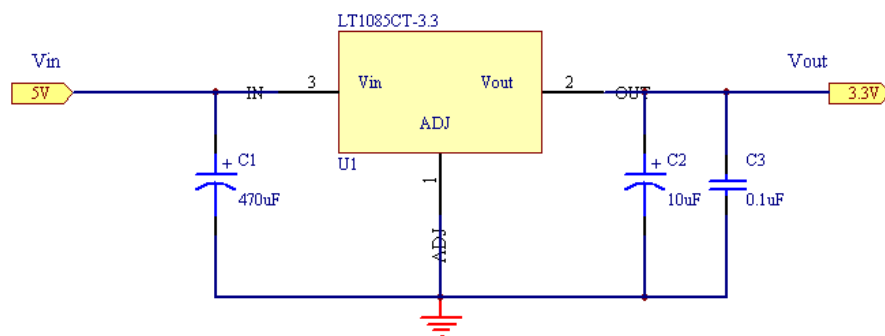 LT1085CT-3.3
Vin
Vout
5V
IN
3
Vin
Vout
2
OUT
3.3V
ADJ
U1
C1
470uF
1
ADJ
C2
10uF
C3
0.1uF